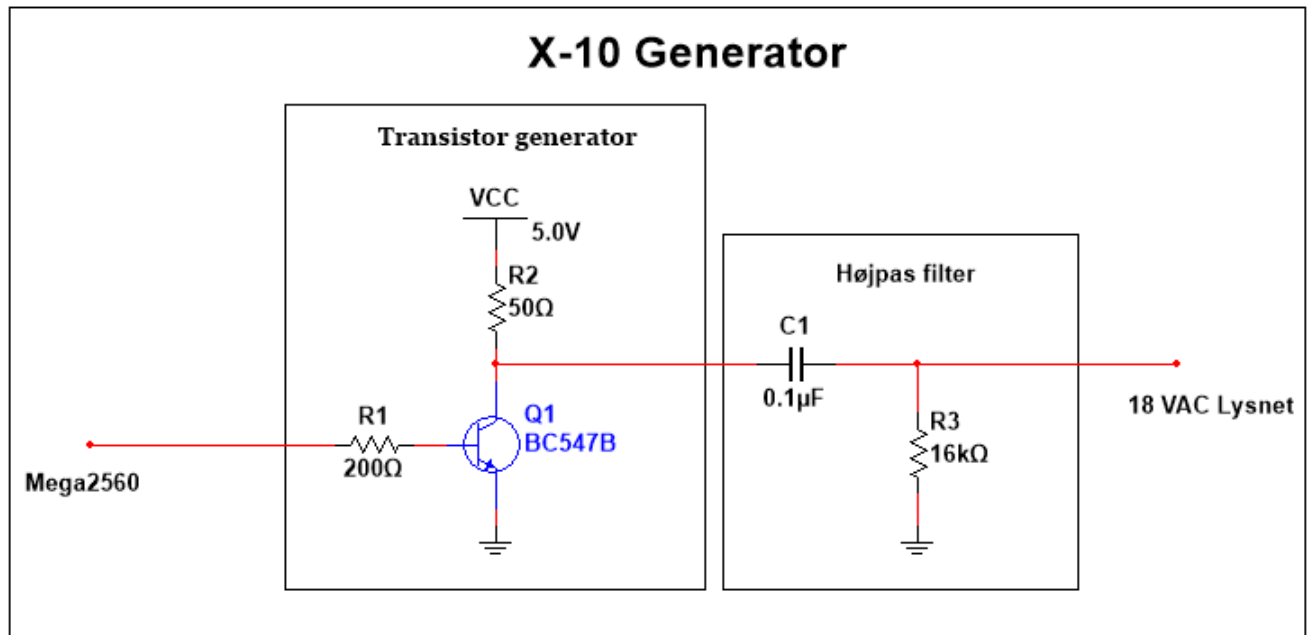 X-10 Generator
Transistor generator
VCC
5.0V
R2
50Ω
Højpas filter
C1
0.1µF
18 VAC Lysnet
R3
16kΩ
Q1
BC547B
R1
200Ω
Mega2560